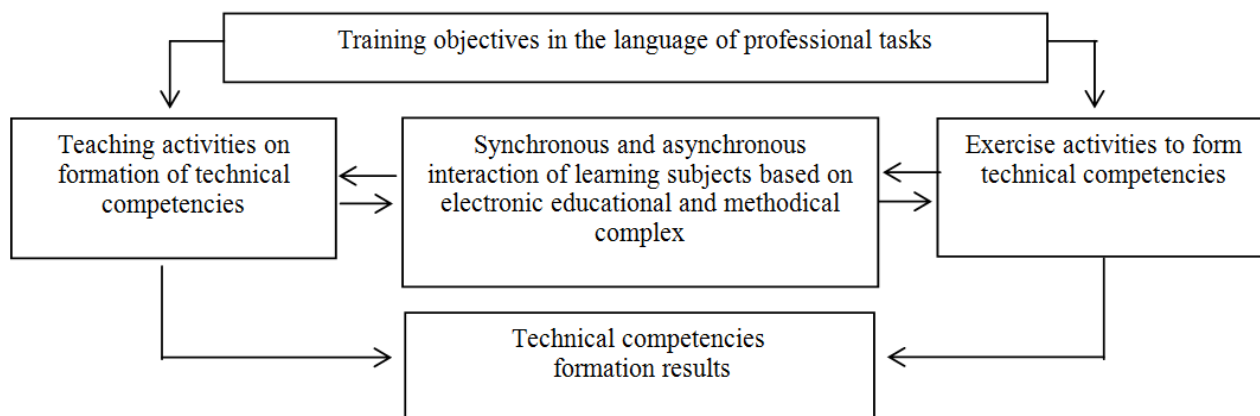 Training objectives in the language of professional tasks
Teaching activities on
formation of technical
competencies
Synchronous and asynchronous
interaction of learning subjects based on
electronic educational and methodical
complex
Exercise activities to form
technical competencies
Technical competencies
formation results